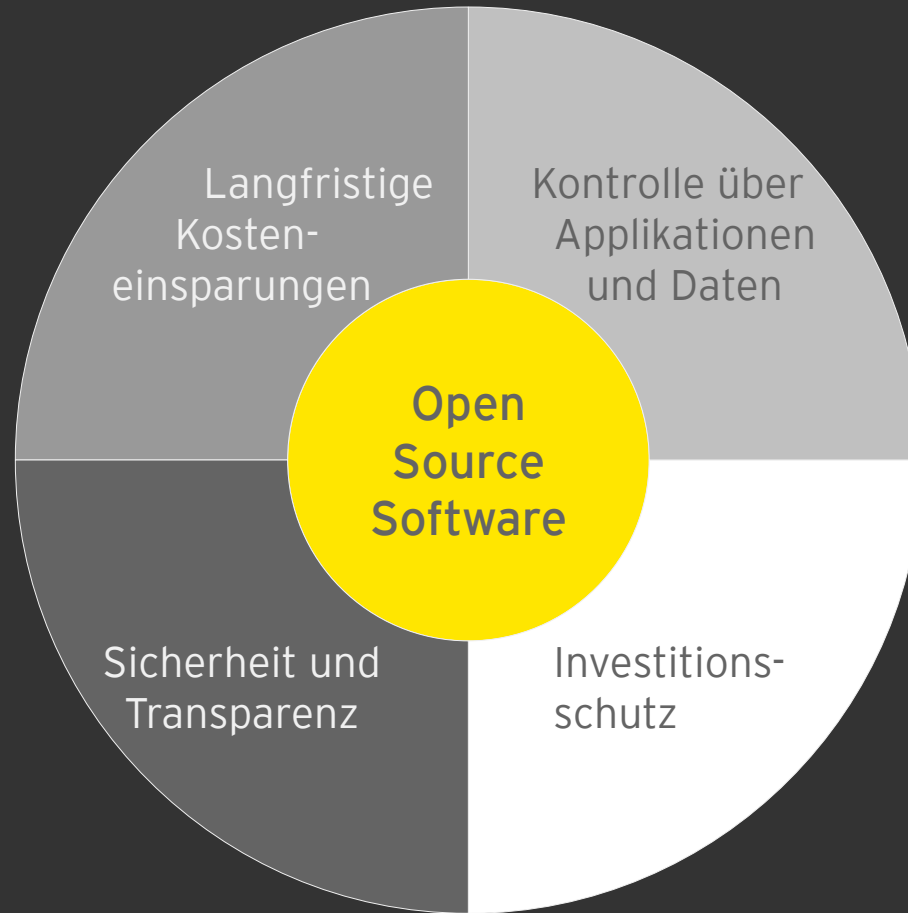 Langfristige
Kosten-
einsparungen
Kontrolle über
Applikationen
und Daten
Open
Source
Software
Sicherheit und
Transparenz
Investitions-
schutz